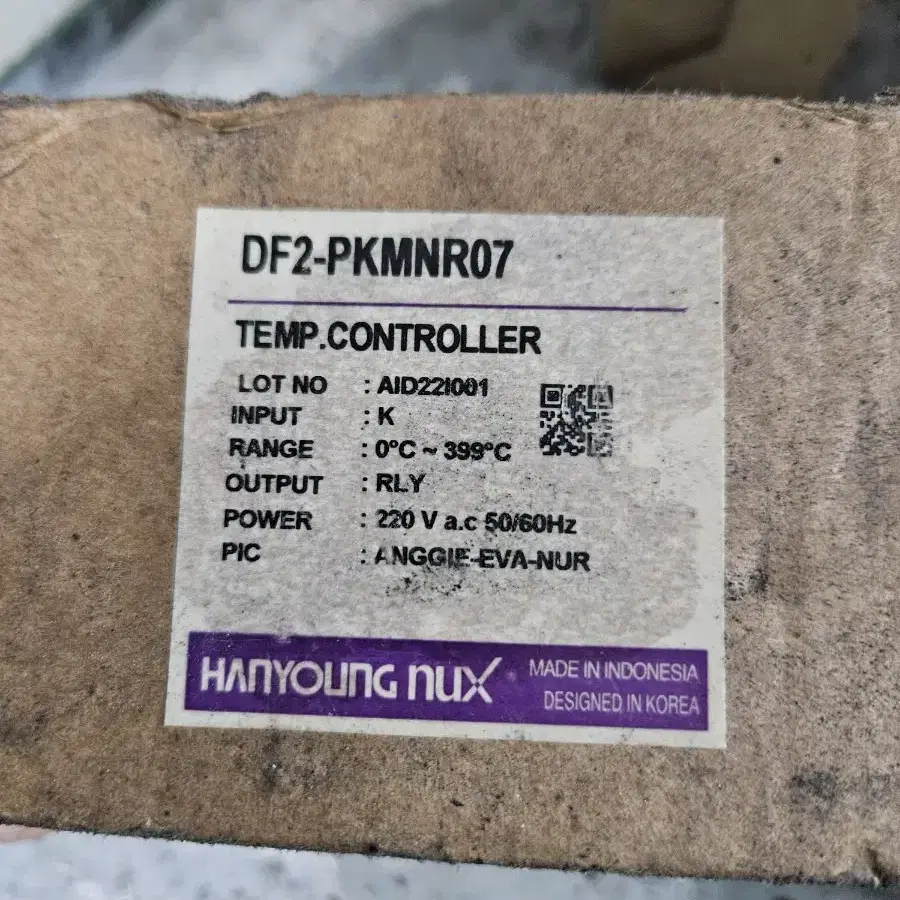 DF2-PKMNR07
TEMP.CONTROLLER
LOT NO : AID22I001
INPUT : K
RANGE : 0°C ~ 399°C
OUTPUT : RLY
POWER : 220 V a.c 50/60Hz
PIC : ANGGIE-EVA-NUR
HANYOUNG NUX
MADE IN INDONESIA
DESIGNED IN KOREA